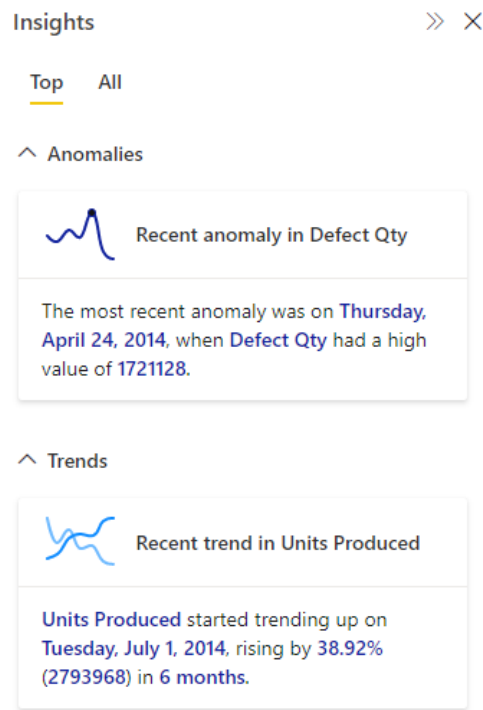 Insights
Top All
Anomalies
Recent anomaly in Defect Qty
The most recent anomaly was on Thursday,
April 24, 2014, when Defect Qty had a high
value of 1721128.
Trends
Recent trend in Units Produced
Units Produced started trending up on
Tuesday, July 1, 2014, rising by 38.92%
(2793968) in 6 months.